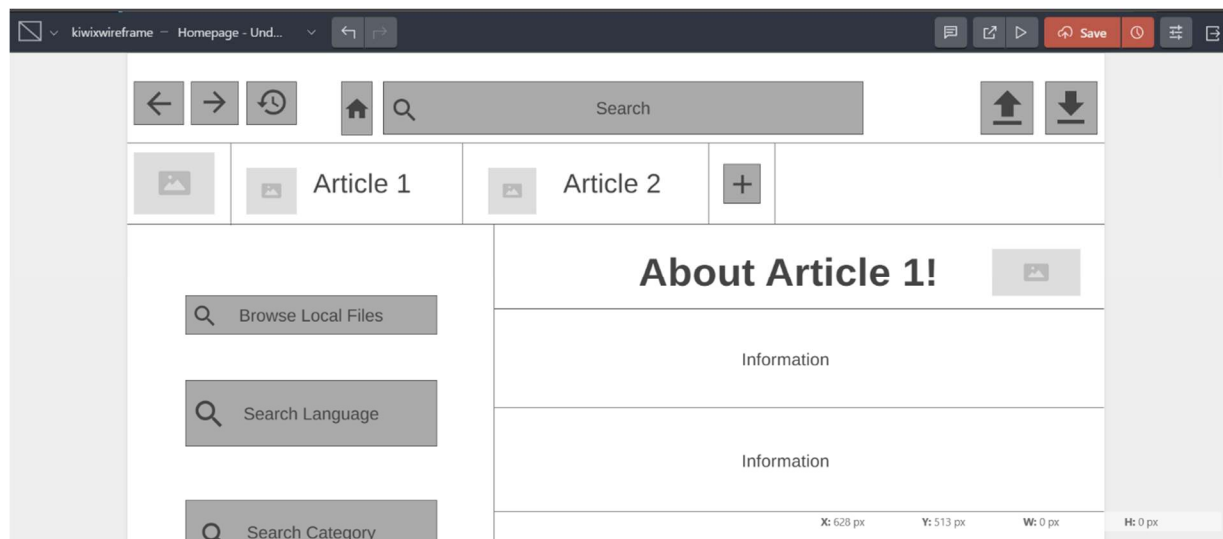 kiwixwireframe – Homepage - Und...
Save
Search
Article 1
Article 2
About Article 1!
Browse Local Files
Information
Search Language
Information
Search Category
X: 628 px Y: 513 px W: 0 px H: 0 px